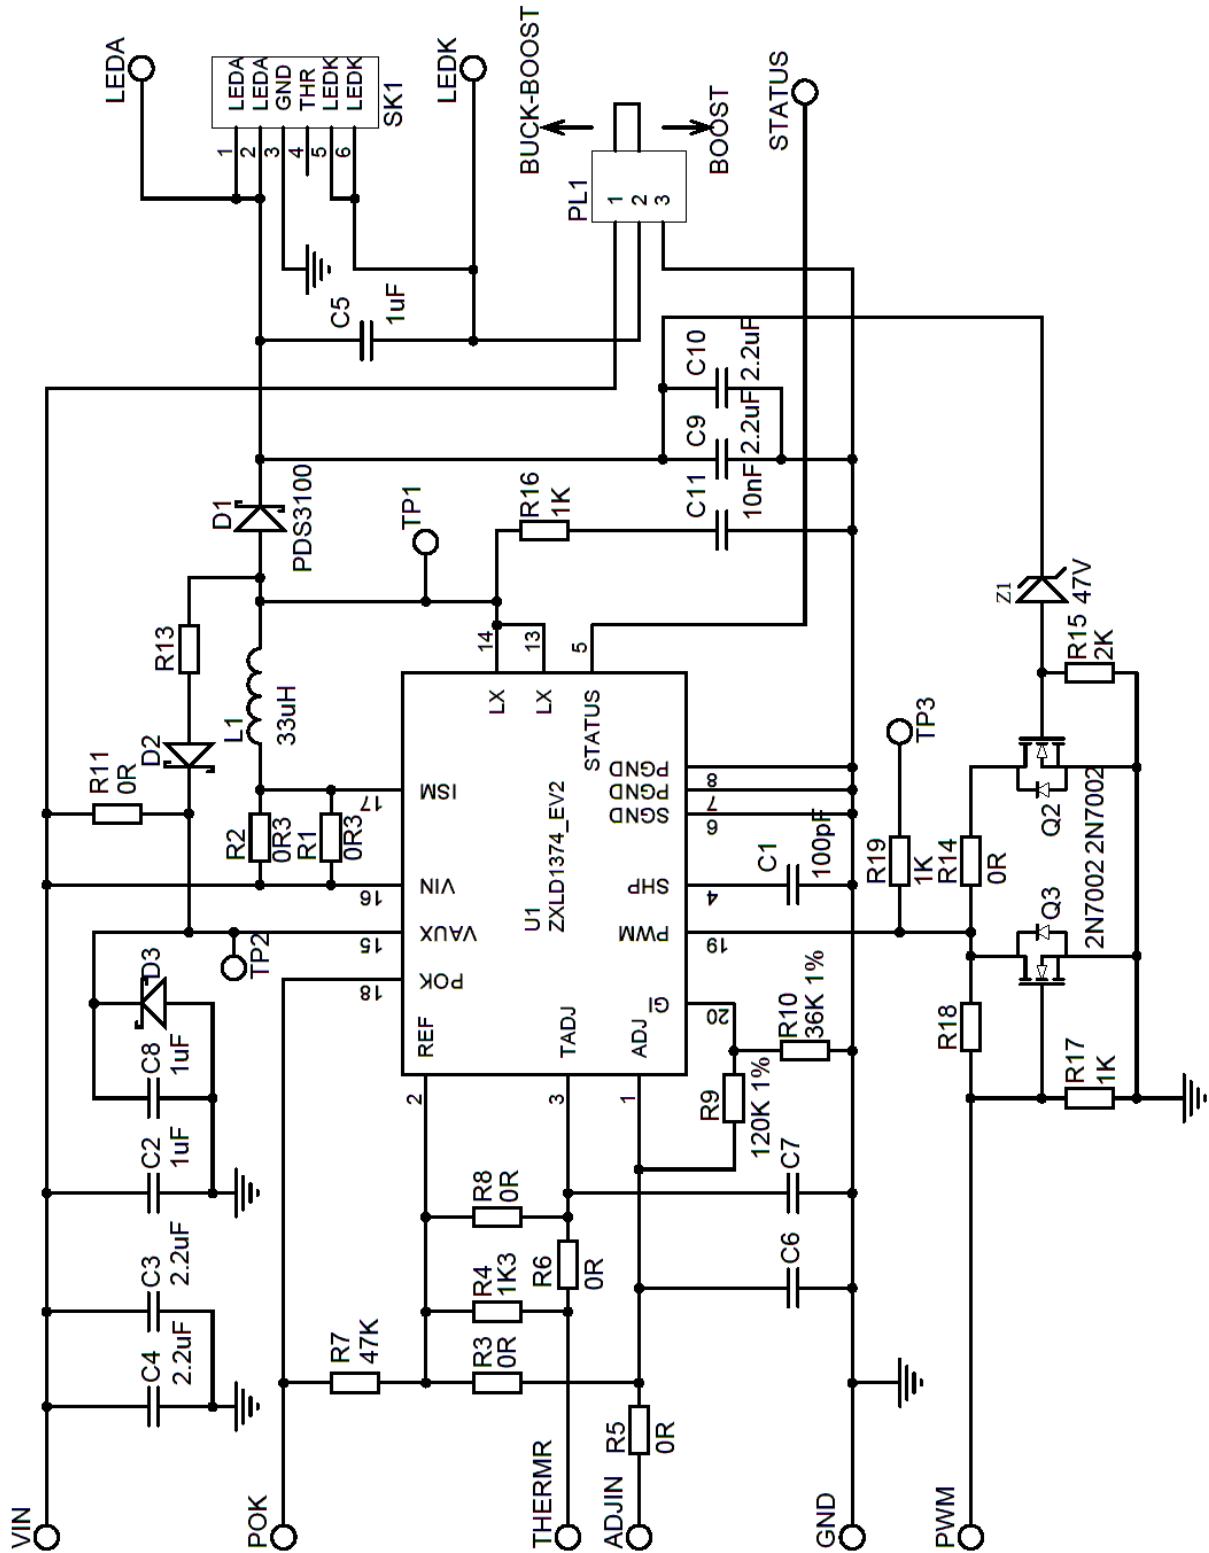 VIN
C4
2.2uF
C3
2.2uF
C2
1uF
C8
1uF
D3
TP2
R11
0R
D2
R13
R2
0R3
R1
0R3
L1
33uH
D1
PDS3100
TP1
LEDA
LEDA
LEDA
GND
THR
LEDK
LEDK
SK1
1
2
3
4
5
6
LEDK
C5
1uF
BUCK-BOOST
BOOST
PL1
1
2
3
STATUS
POK
R7
47K
R3
0R
R4
1K3
R8
0R
R6
0R
THERMR
ADJIN
R5
0R
REF
2
TADJ
3
ADJ
1
POK
18
VAUX
15
VIN
16
ISM
17
U1
ZXLD1374_EV2
LX
14
LX
13
STATUS
5
GI
20
PWM
19
SHP
4
SGND
6
PGND
7
PGND
8
R16
1K
C11
10nF
C9
2.2uF
C10
2.2uF
R9
120K 1%
R10
36K 1%
C1
100pF
C6
C7
GND
R19
1K
TP3
PWM
R18
R17
1K
R14
0R
Q3
2N7002
Q2
2N7002
R15
2K
Z1
47V